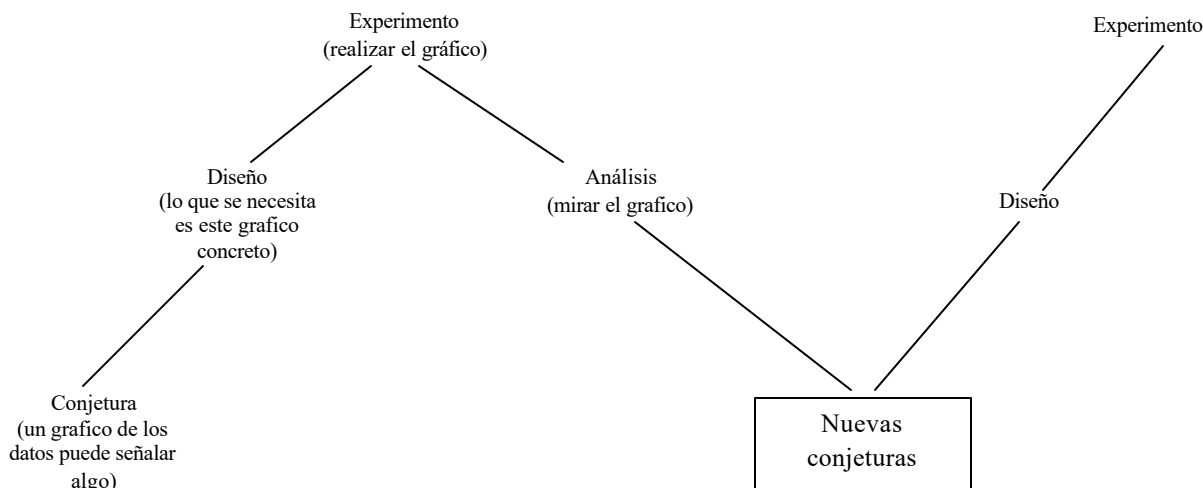 Experimento
(realizar el gráfico)
Experimento
Diseño
(lo que se necesita
es este grafico
concreto)
Análisis
(mirar el grafico)
Diseño
Conjetura
(un grafico de los
datos puede señalar
algo)
Nuevas
conjeturas